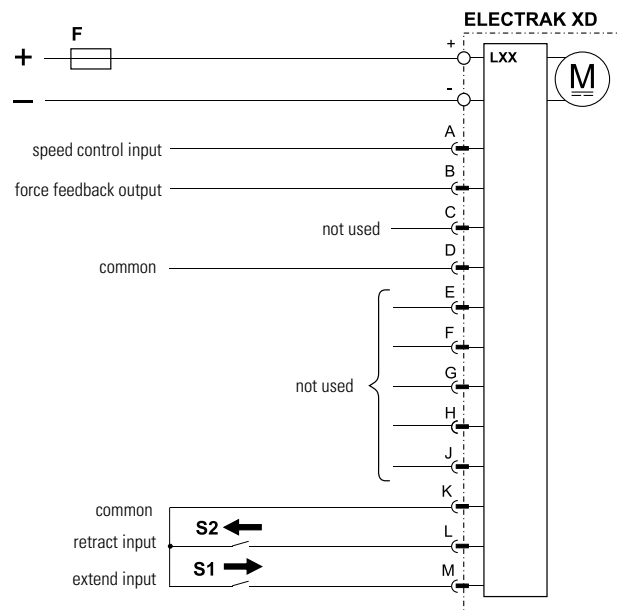 ELECTRAK XD
F
+
+
LXX
M
–
-
A
speed control input
B
force feedback output
C
not used
D
common
E
F
G
not used
H
J
K
common
S2
L
retract input
S1
M
extend input